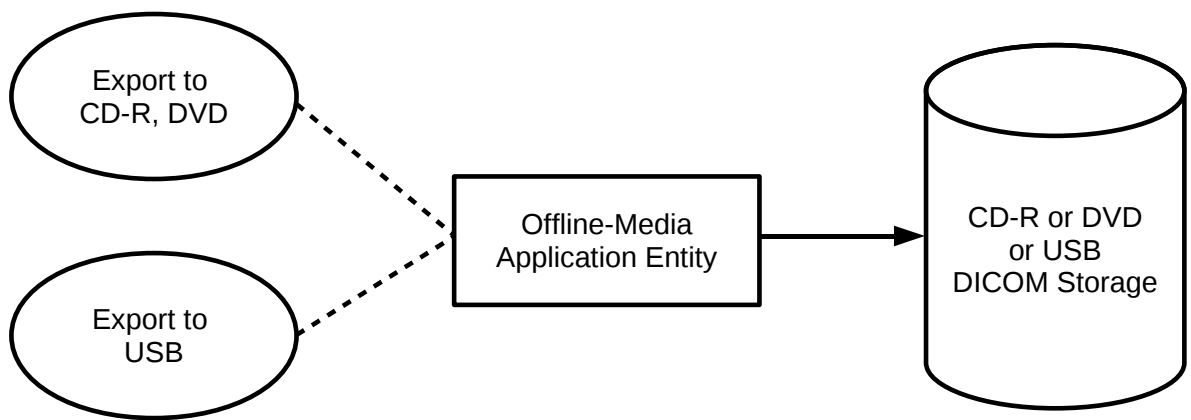 Export to
CD-R, DVD
Export to
USB
Offline-Media
Application Entity
CD-R or DVD
or USB
DICOM Storage